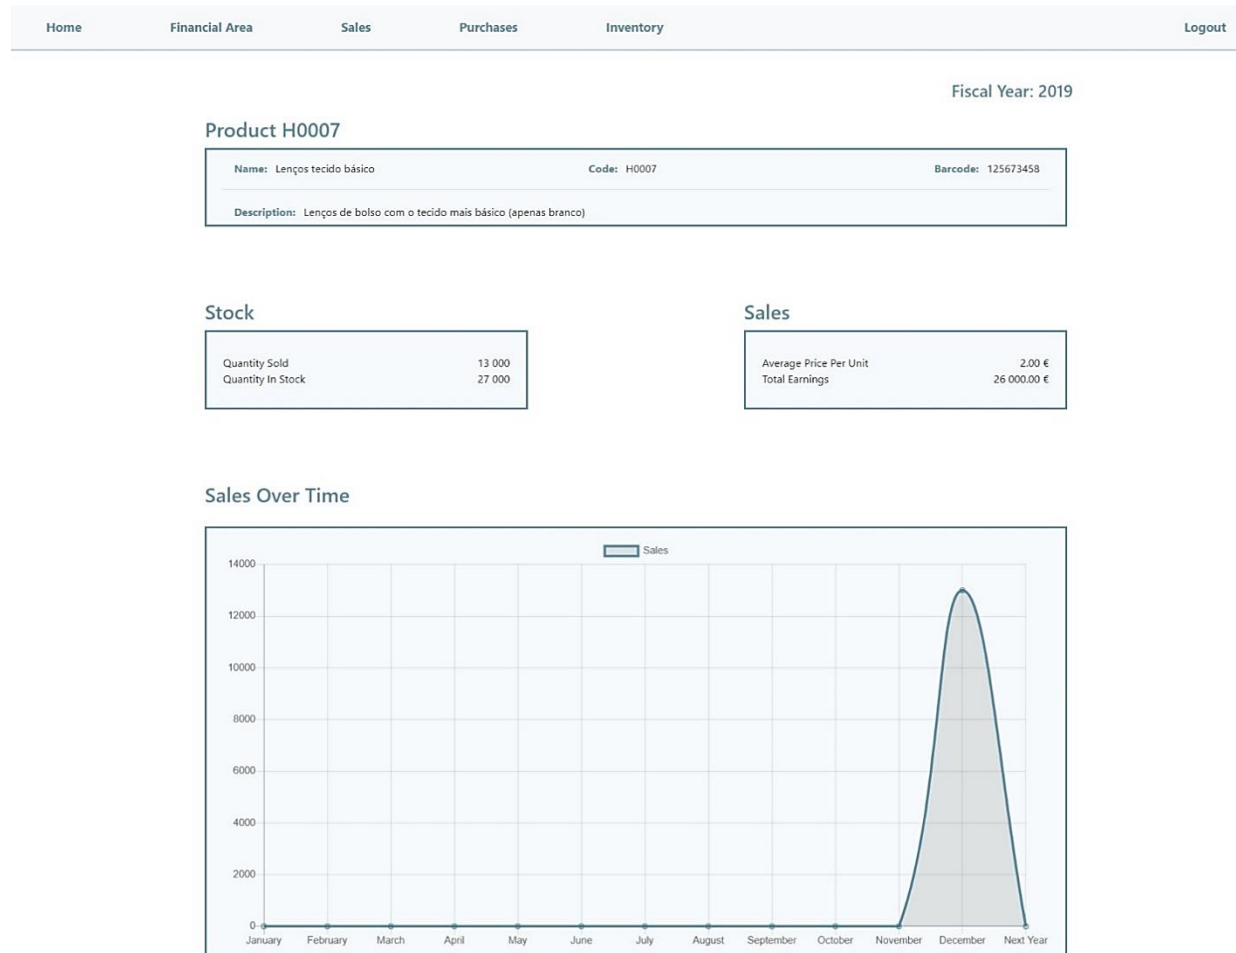 Home Financial Area Sales Purchases Inventory Logout
Fiscal Year: 2019
Product H0007
Name: Lenços tecido básico Code: H0007 Barcode: 125673458
Description: Lenços de bolso com o tecido mais básico (apenas branco)
Stock
Quantity Sold 13 000
Quantity In Stock 27 000
Sales
Average Price Per Unit 2.00 €
Total Earnings 26 000.00 €
Sales Over Time
Sales
14000
12000
10000
8000
6000
4000
2000
0
January February March April May June July August September October November December Next Year